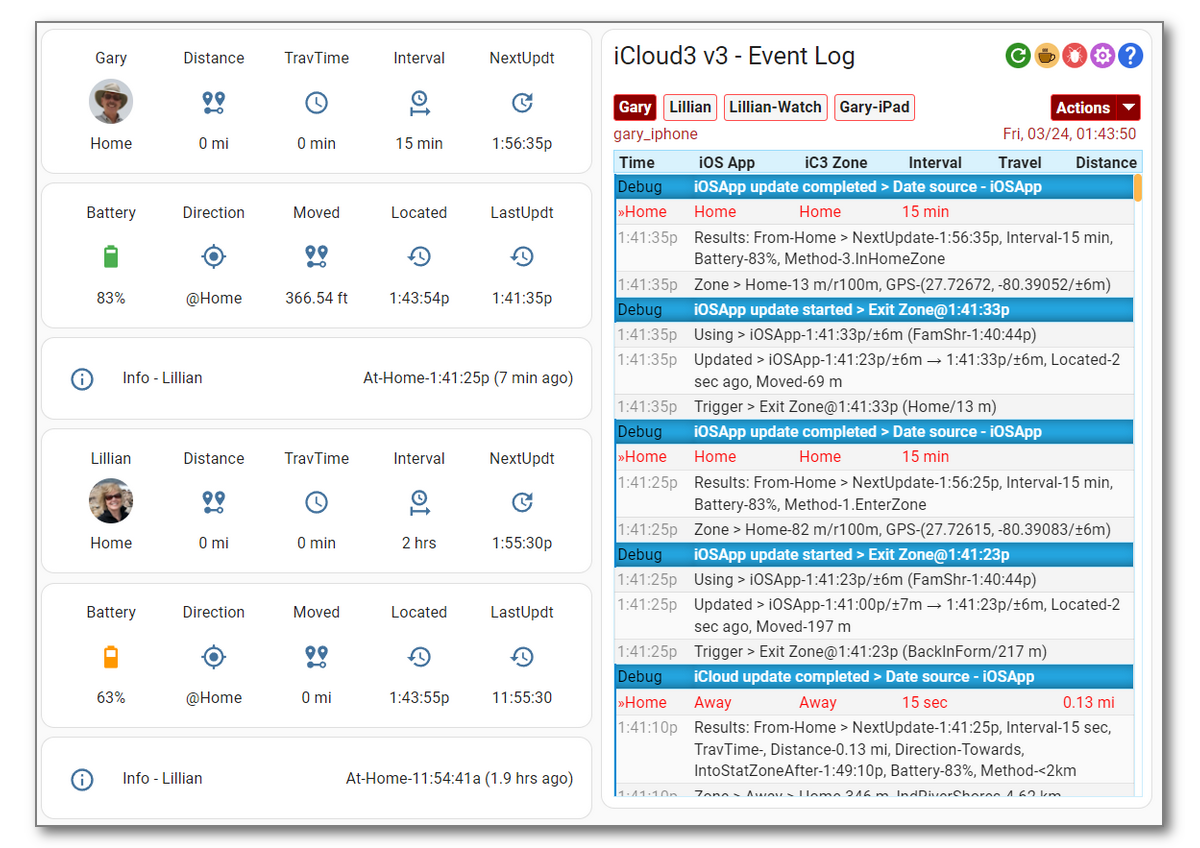 Gary Distance TravTime Interval NextUpdt
Home 0 mi 0 min 15 min 1:56:35p
Battery Direction Moved Located LastUpdt
83% @Home 366.54 ft 1:43:54p 1:41:35p
Info - Lillian At-Home-1:41:25p (7 min ago)
Lillian Distance TravTime Interval NextUpdt
Home 0 mi 0 min 2 hrs 1:55:30p
Battery Direction Moved Located LastUpdt
63% @Home 0 mi 1:43:55p 11:55:30
Info - Lillian At-Home-11:54:41a (1.9 hrs ago)
iCloud3 v3 - Event Log
Gary Lillian Lillian-Watch Gary-iPad Actions
gary_iphone Fri, 03/24, 01:43:50
Time iOS App iC3 Zone Interval Travel Distance
Debug iOSApp update completed > Date source - iOSApp
»Home Home Home 15 min
1:41:35p Results: From-Home > NextUpdate-1:56:35p, Interval-15 min,
Battery-83%, Method-3.InHomeZone
1:41:35p Zone > Home-13 m/r100m, GPS-(27.72672, -80.39052/±6m)
Debug iOSApp update started > Exit Zone@1:41:33p
1:41:35p Using > iOSApp-1:41:33p/±6m (FamShr-1:40:44p)
1:41:35p Updated > iOSApp-1:41:23p/±6m → 1:41:33p/±6m, Located-2
sec ago, Moved-69 m
1:41:35p Trigger > Exit Zone@1:41:33p (Home/13 m)
Debug iOSApp update completed > Date source - iOSApp
»Home Home Home 15 min
1:41:25p Results: From-Home > NextUpdate-1:56:25p, Interval-15 min,
Battery-83%, Method-1.EnterZone
1:41:25p Zone > Home-82 m/r100m, GPS-(27.72615, -80.39083/±6m)
Debug iOSApp update started > Exit Zone@1:41:23p
1:41:25p Using > iOSApp-1:41:23p/±6m (FamShr-1:40:44p)
1:41:25p Updated > iOSApp-1:41:00p/±7m → 1:41:23p/±6m, Located-2
sec ago, Moved-197 m
1:41:25p Trigger > Exit Zone@1:41:23p (BackInForm/217 m)
Debug iCloud update completed > Date source - iOSApp
»Home Away Away 15 sec 0.13 mi
1:41:10p Results: From-Home > NextUpdate-1:41:25p, Interval-15 sec,
TravTime-, Distance-0.13 mi, Direction-Towards,
IntoStatZoneAfter-1:49:10p, Battery-83%, Method-<2km
1:41:10p Zone > Away > Home-346 m, IndRiverShores-4.62 km